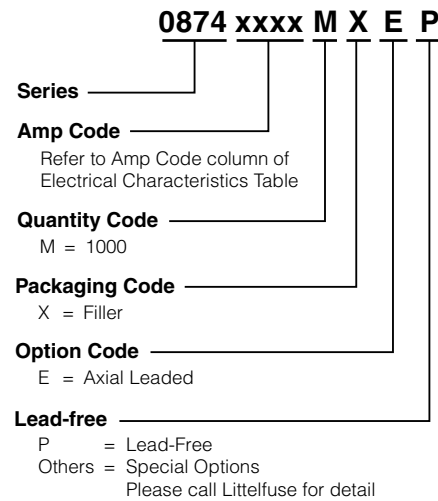 0874 xxxx M X E P
Series
Amp Code
Refer to Amp Code column of
Electrical Characteristics Table
Quantity Code
M = 1000
Packaging Code
X = Filler
Option Code
E = Axial Leaded
Lead-free
P = Lead-Free
Others = Special Options
Please call Littelfuse for detail